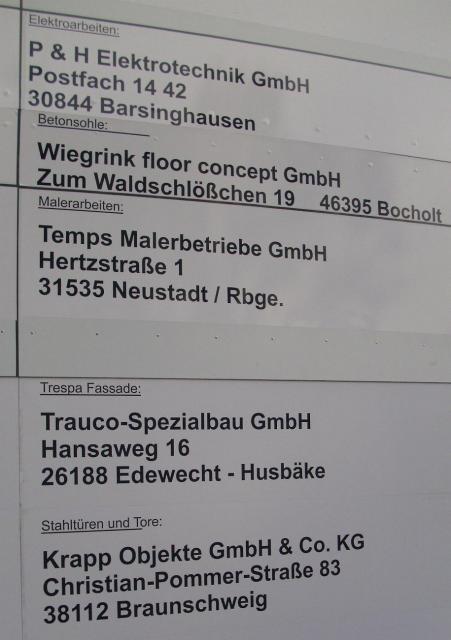 Elektroarbeiten:
P & H Elektrotechnik GmbH
Postfach 14 42
30844 Barsinghausen
Betonsohle:
Wiegrink floor concept GmbH
Zum Waldschlößchen 19 46395 Bocholt
Malerarbeiten:
Temps Malerbetriebe GmbH
Hertzstraße 1
31535 Neustadt / Rbge.
Trespa Fassade:
Trauco-Spezialbau GmbH
Hansaweg 16
26188 Edewecht - Husbäke
Stahltüren und Tore:
Krapp Objekte GmbH & Co. KG
Christian-Pommer-Straße 83
38112 Braunschweig